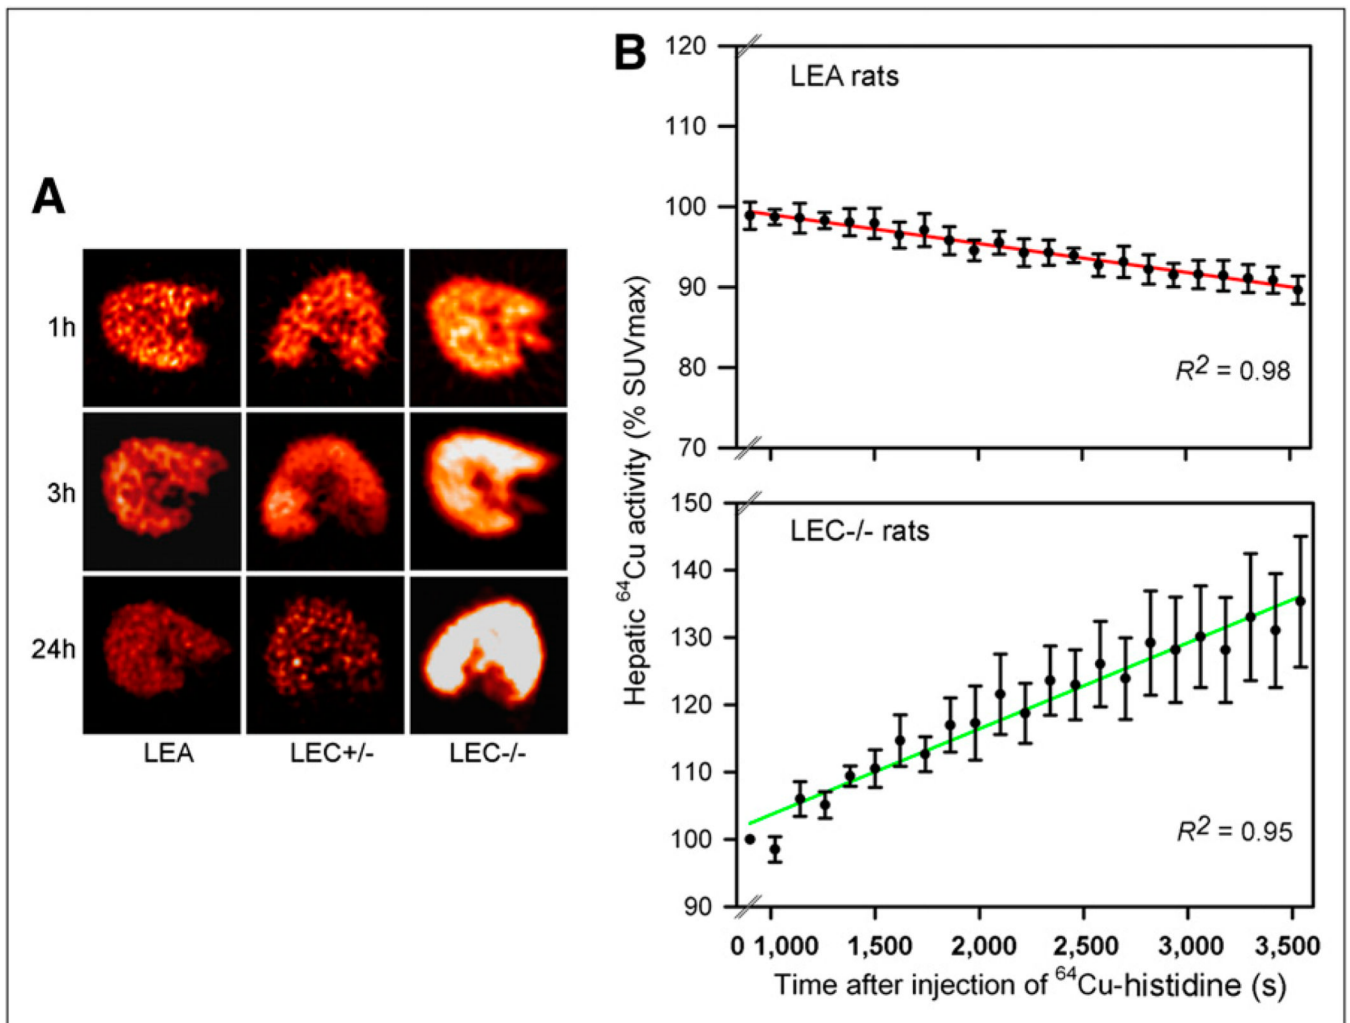 A
1h
3h
24h
LEA LEC+/- LEC-/-
B
Hepatic ⁶⁴Cu activity (% SUVmax)
120
110
100
90
80
70
LEA rats
R² = 0.98
150
140
130
120
110
100
90
LEC-/- rats
R² = 0.95
0 1,000 1,500 2,000 2,500 3,000 3,500
Time after injection of ⁶⁴Cu-histidine (s)